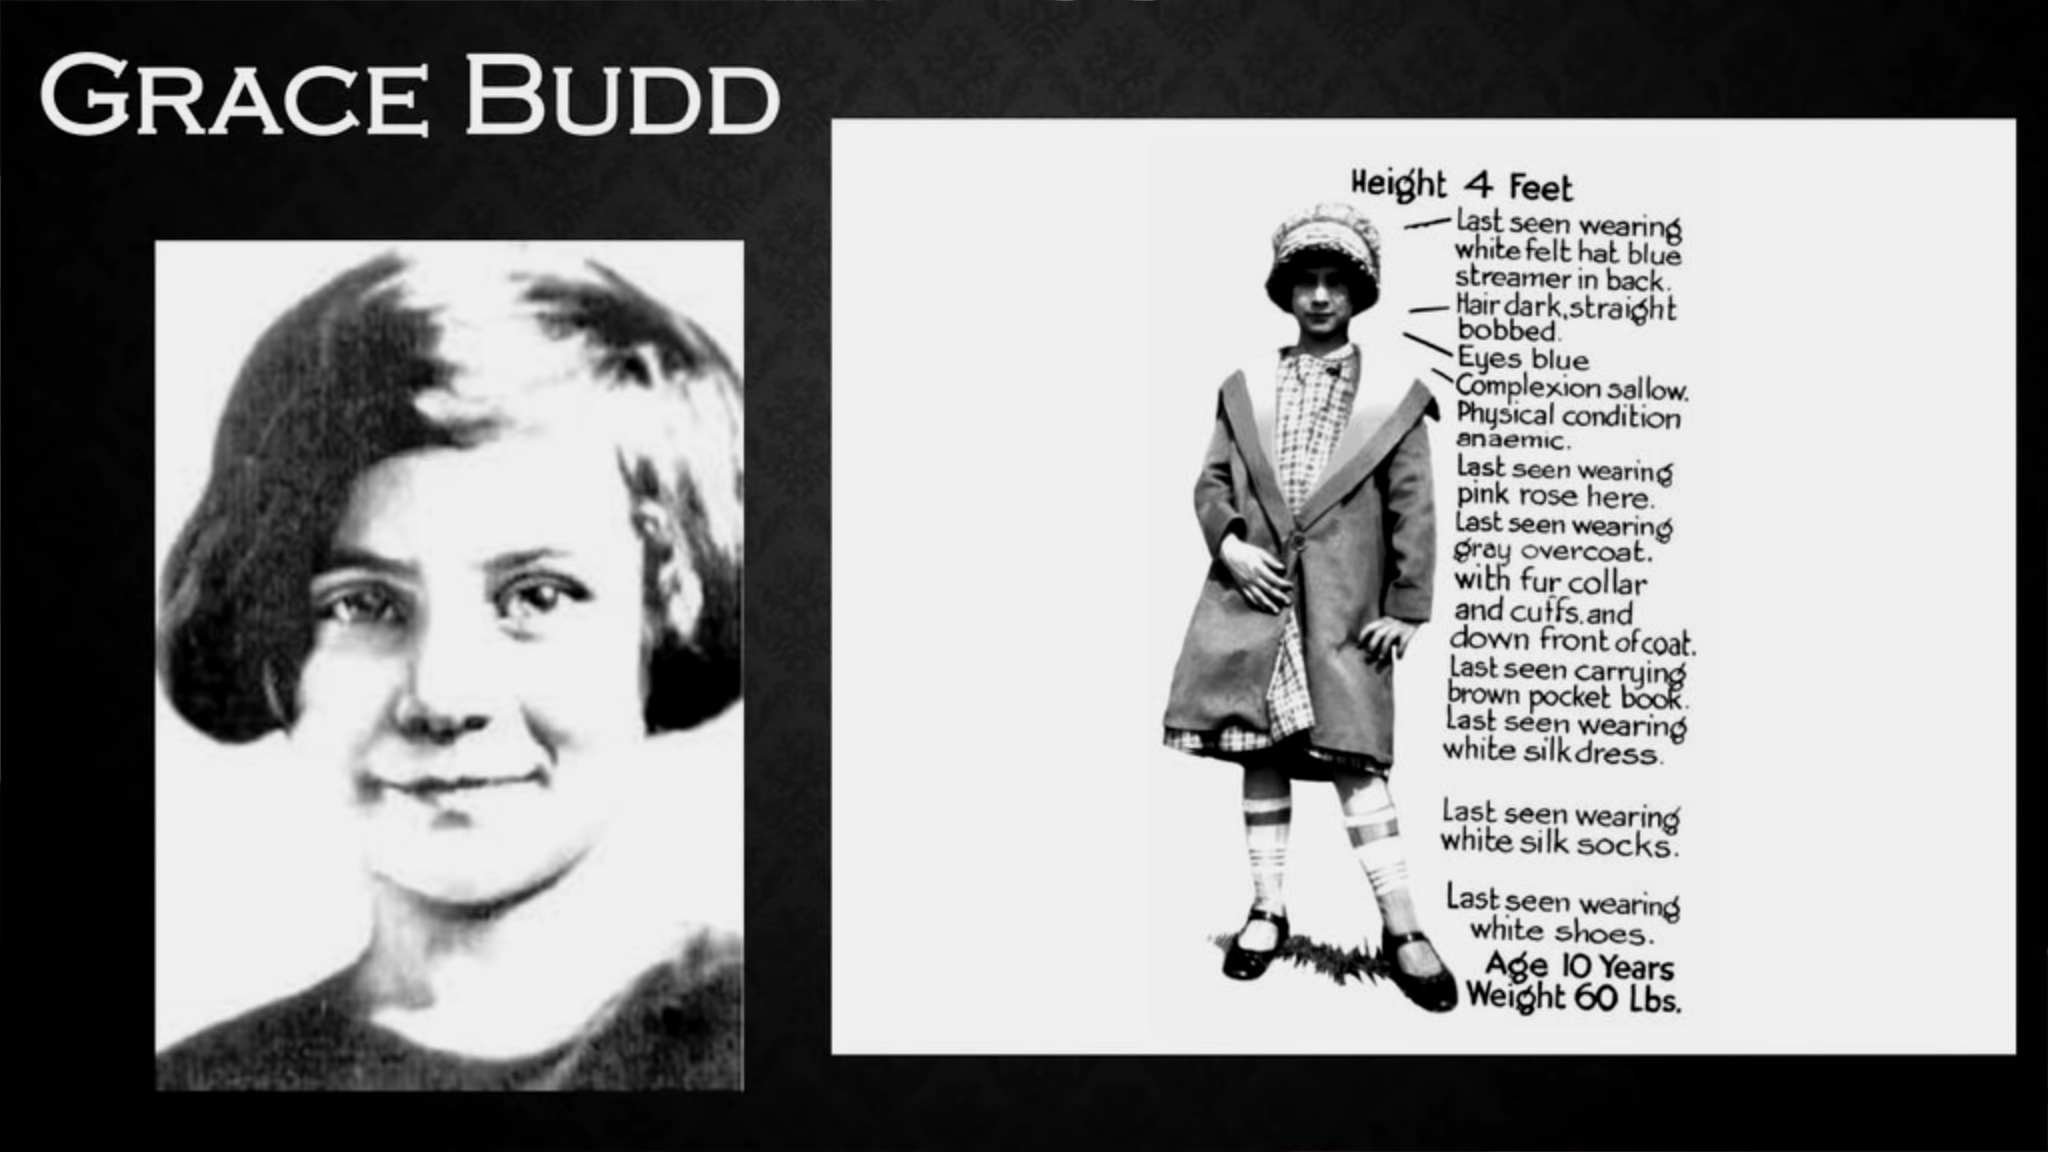 GRACE BUDD
Height 4 Feet
Last seen wearing
white felt hat blue
streamer in back.
Hair dark, straight
bobbed.
Eyes blue
Complexion sallow.
Physical condition
anaemic.
Last seen wearing
pink rose here.
Last seen wearing
gray overcoat.
with fur collar
and cuffs. and
down front of coat.
Last seen carrying
brown pocket book.
Last seen wearing
white silk dress.
Last seen wearing
white silk socks.
Last seen wearing
white shoes.
Age 10 Years
Weight 60 Lbs.